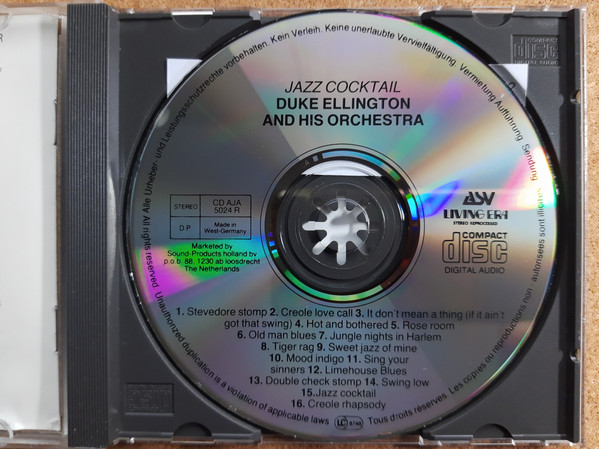 JAZZ COCKTAIL
DUKE ELLINGTON
AND HIS ORCHESTRA
STEREO
CD AJA
5024 R
D P
Made in
West-Germany
Marketed by
Sound-Products holland bv
p.o.b. 88, 1230 ab loosdrecht
The Netherlands
ASV
LIVING ERA
STEREO REPROCESSED
COMPACT
disc
DIGITAL AUDIO
1. Stevedore stomp 2. Creole love call 3. It don't mean a thing (if it ain't
got that swing) 4. Hot and bothered 5. Rose room
6. Old man blues 7. Jungle nights in Harlem
8. Tiger rag 9. Sweet jazz of mine
10. Mood indigo 11. Sing your
sinners 12. Limehouse Blues
13. Double check stomp 14. Swing low
15.Jazz cocktail
16. Creole rhapsody
Alle Urheber- und Leistungsschutzrechte vorbehalten. Kein Verleih. Keine unerlaubte Vervielfältigung, Vermietung Aufführung, Sendung
All rights reserved. Unauthorized duplication is a violation of applicable laws
LC
Tous droits réservés. Les copies ou reproductions non autorisées sont illicites
COMPACT
disc
DIGITAL AUDIO
R